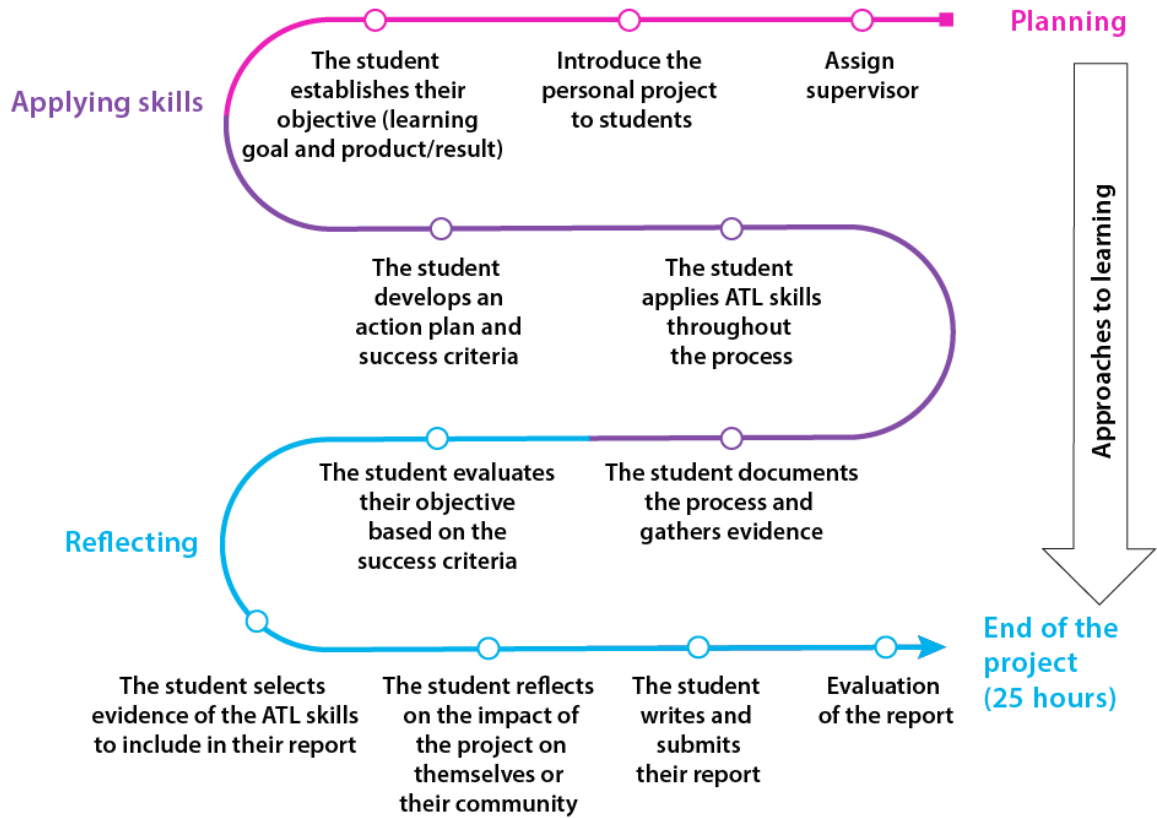 Planning
The student
establishes their
objective (learning
goal and product/result)
Introduce the
personal project
to students
Assign
supervisor
Applying skills
The student
develops an
action plan and
success criteria
The student
applies ATL skills
throughout
the process
Approaches to learning
The student evaluates
their objective
based on the
success criteria
The student documents
the process and
gathers evidence
Reflecting
The student selects
evidence of the ATL skills
to include in their report
The student reflects
on the impact of
the project on
themselves or
their community
The student
writes and
submits
their report
Evaluation
of the report
End of the
project
(25 hours)